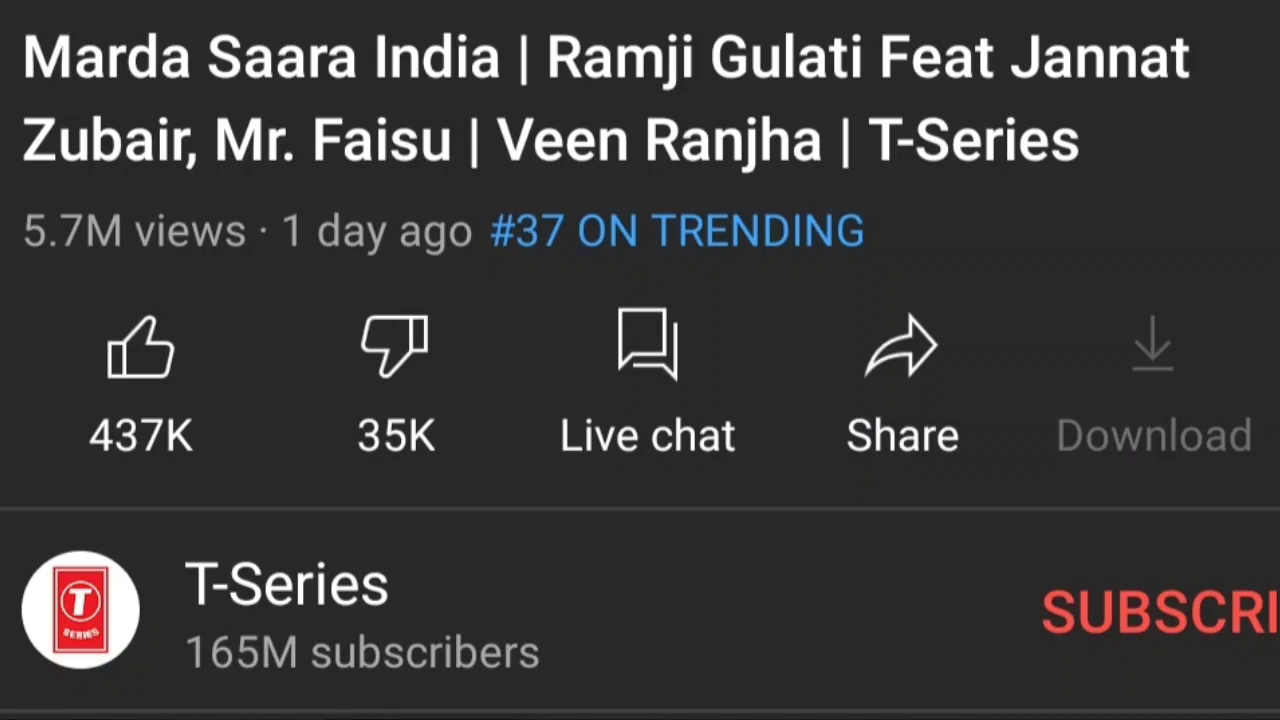 Marda Saara India | Ramji Gulati Feat Jannat
Zubair, Mr. Faisu | Veen Ranjha | T-Series
5.7M views · 1 day ago #37 ON TRENDING
437K 35K Live chat Share Download
T-Series
165M subscribers
SUBSCRI
T
SERIES